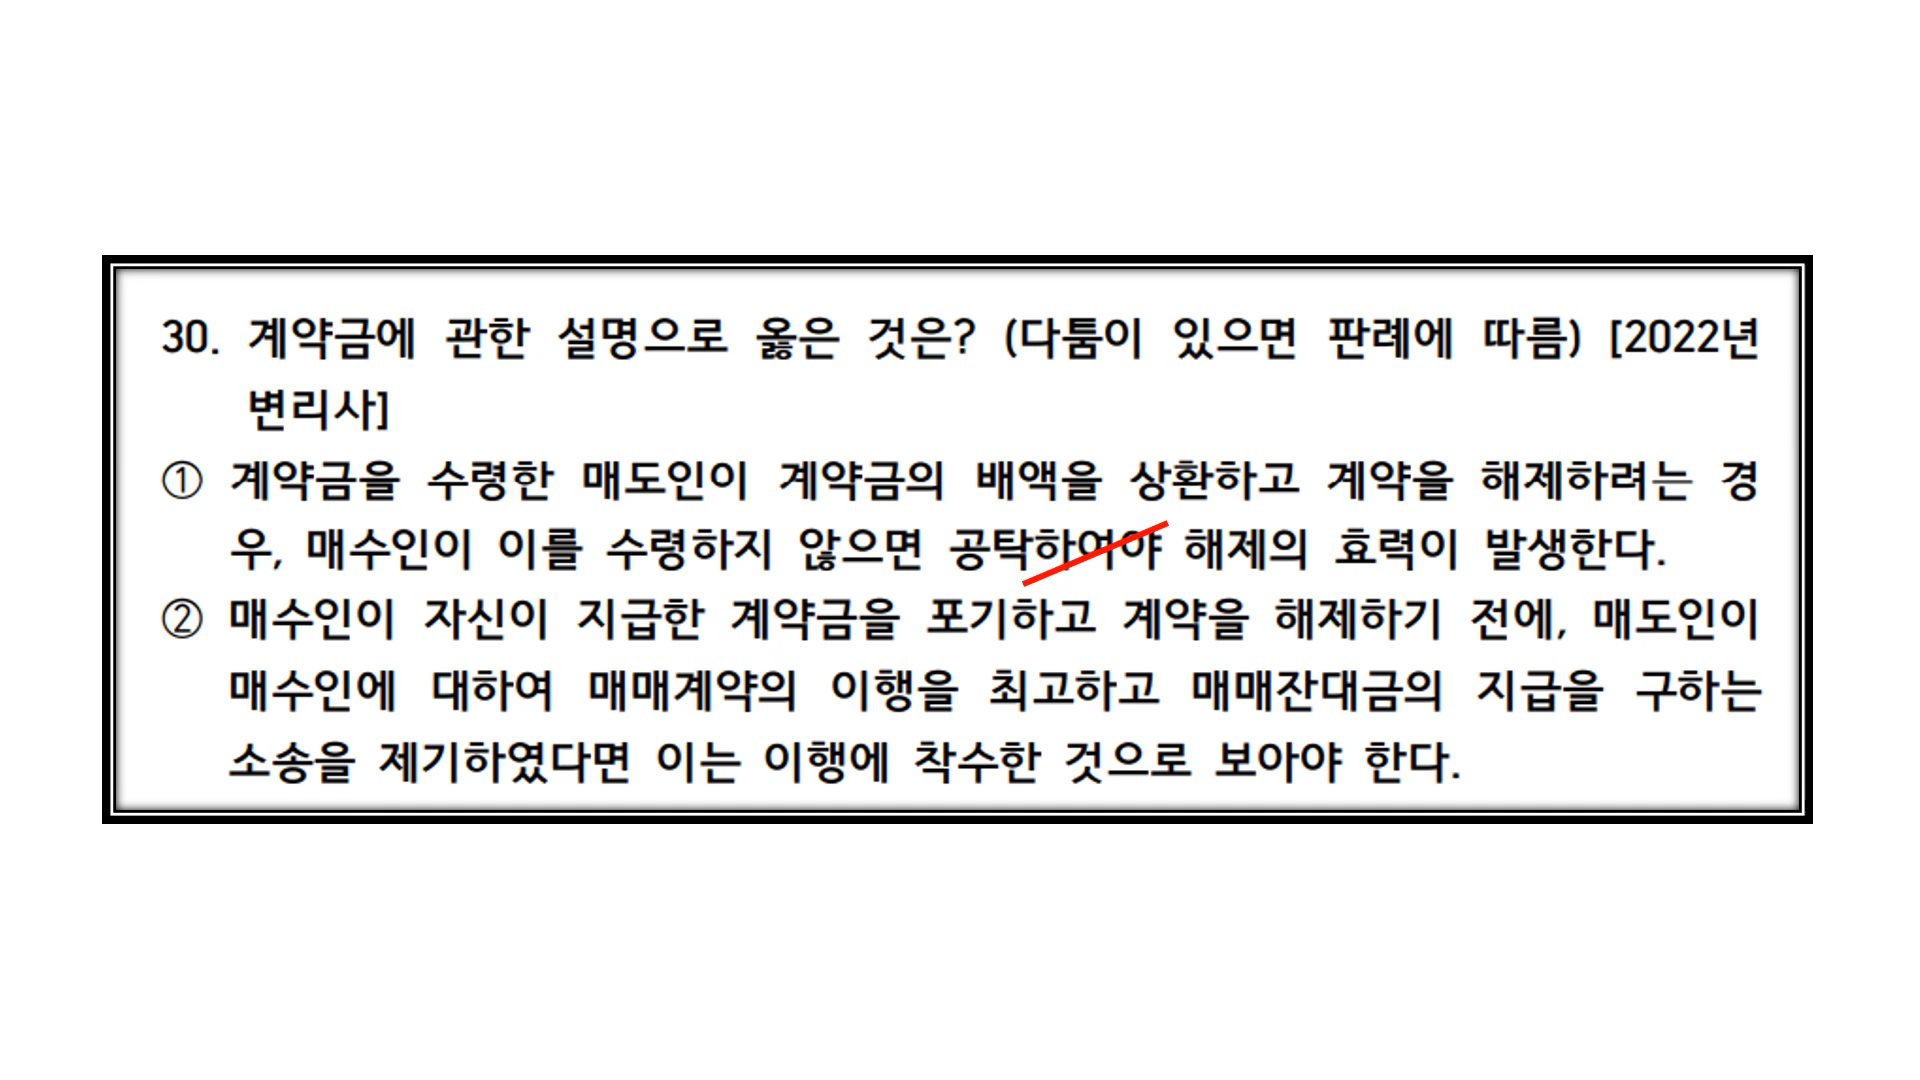 30. 계약금에 관한 설명으로 옳은 것은? (다툼이 있으면 판례에 따름) [2022년
변리사]
① 계약금을 수령한 매도인이 계약금의 배액을 상환하고 계약을 해제하려는 경
우, 매수인이 이를 수령하지 않으면 공탁하여야 해제의 효력이 발생한다.
② 매수인이 자신이 지급한 계약금을 포기하고 계약을 해제하기 전에, 매도인이
매수인에 대하여 매매계약의 이행을 최고하고 매매잔대금의 지급을 구하는
소송을 제기하였다면 이는 이행에 착수한 것으로 보아야 한다.